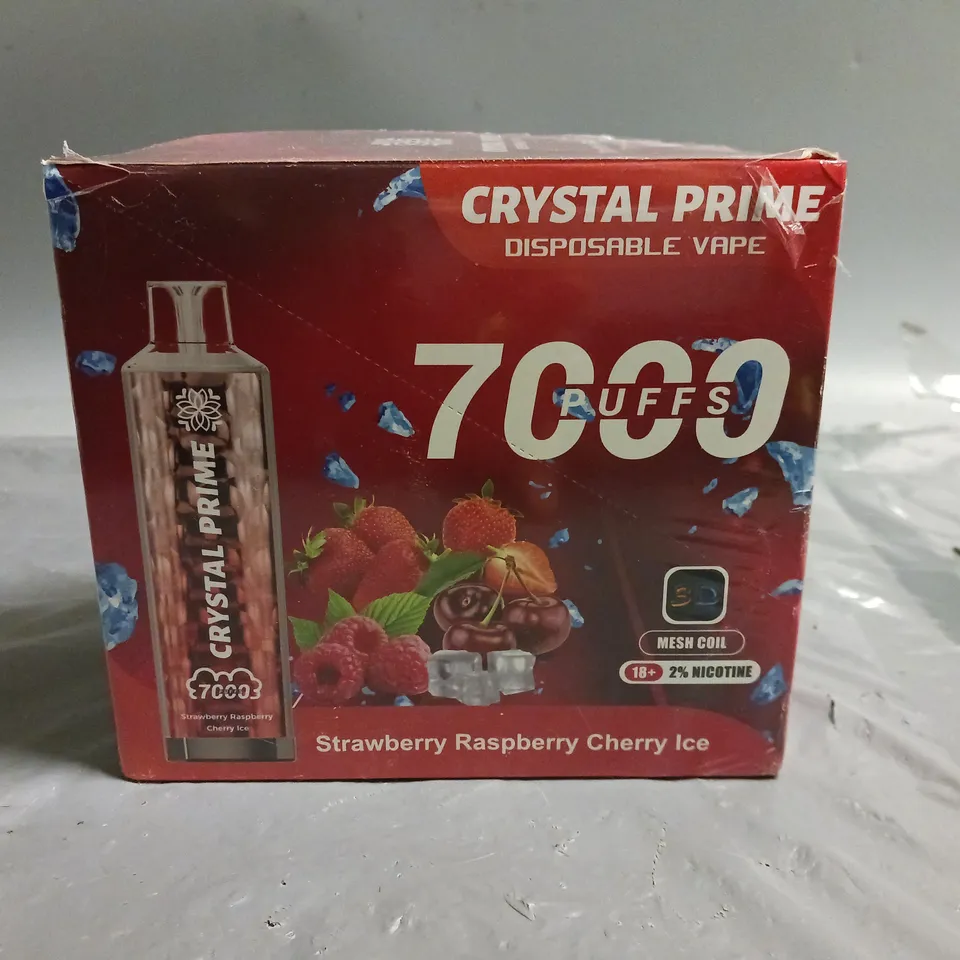 CRYSTAL PRIME
DISPOSABLE VAPE
7000
PUFFS
CRYSTAL PRIME
7000
Strawberry Raspberry
Cherry Ice
3D
MESH COIL
18+ 2% NICOTINE
Strawberry Raspberry Cherry Ice